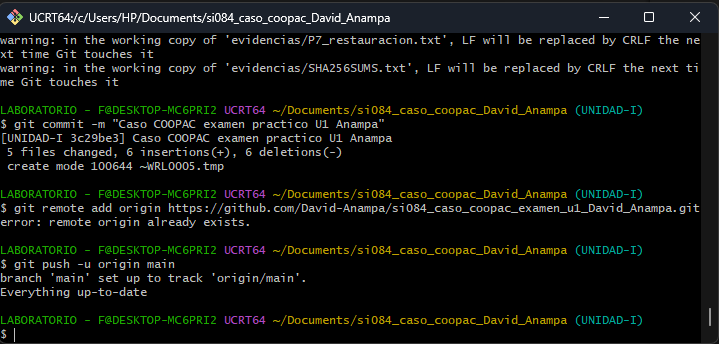 UCRT64:/c/Users/HP/Documents/si084_caso_coopac_David_Anampa
warning: in the working copy of 'evidencias/P7_restauracion.txt', LF will be replaced by CRLF the ne
xt time Git touches it
warning: in the working copy of 'evidencias/SHA256SUMS.txt', LF will be replaced by CRLF the next ti
me Git touches it
LABORATORIO - F@DESKTOP-MC6PRI2 UCRT64 ~/Documents/si084_caso_coopac_David_Anampa (UNIDAD-I)
$ git commit -m "Caso COOPAC examen practico U1 Anampa"
[UNIDAD-I 3c29be3] Caso COOPAC examen practico U1 Anampa
 5 files changed, 6 insertions(+), 6 deletions(-)
 create mode 100644 ~WRL0005.tmp
LABORATORIO - F@DESKTOP-MC6PRI2 UCRT64 ~/Documents/si084_caso_coopac_David_Anampa (UNIDAD-I)
$ git remote add origin https://github.com/David-Anampa/si084_caso_coopac_examen_u1_David_Anampa.git
error: remote origin already exists.
LABORATORIO - F@DESKTOP-MC6PRI2 UCRT64 ~/Documents/si084_caso_coopac_David_Anampa (UNIDAD-I)
$ git push -u origin main
branch 'main' set up to track 'origin/main'.
Everything up-to-date
LABORATORIO - F@DESKTOP-MC6PRI2 UCRT64 ~/Documents/si084_caso_coopac_David_Anampa (UNIDAD-I)
$